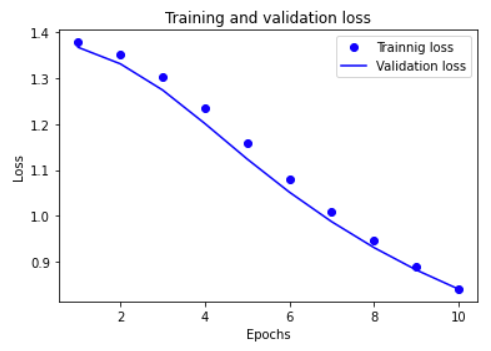 Training and validation loss
Trainnig loss
Validation loss
Loss
1.4
1.3
1.2
1.1
1.0
0.9
2
4
6
8
10
Epochs